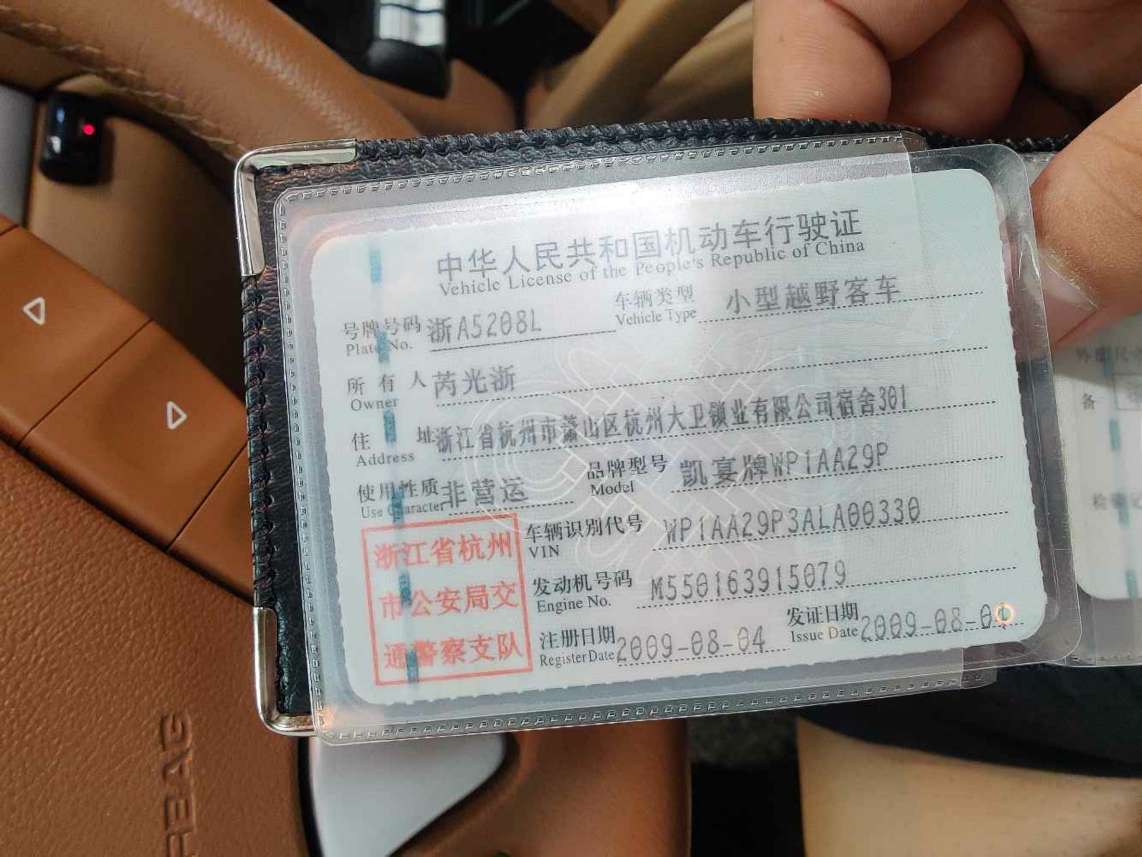 中华人民共和国机动车行驶证
Vehicle License of the People's Republic of China
号牌号码 浙A5208L 车辆类型 小型越野客车
Plate No. Vehicle Type
所有人 芮光浙
Owner
住址 浙江省杭州市萧山区杭州大卫锁业有限公司宿舍301
Address
使用性质 非营运 品牌型号 凯宴牌WP1AA29P
Use Character Model
浙江省杭州
市公安局交
通警察支队
车辆识别代号 WP1AA29P3ALA00330
VIN
发动机号码 M550163915079
Engine No.
注册日期 2009-08-04 发证日期 2009-08-04
Register Date Issue Date
备
检验